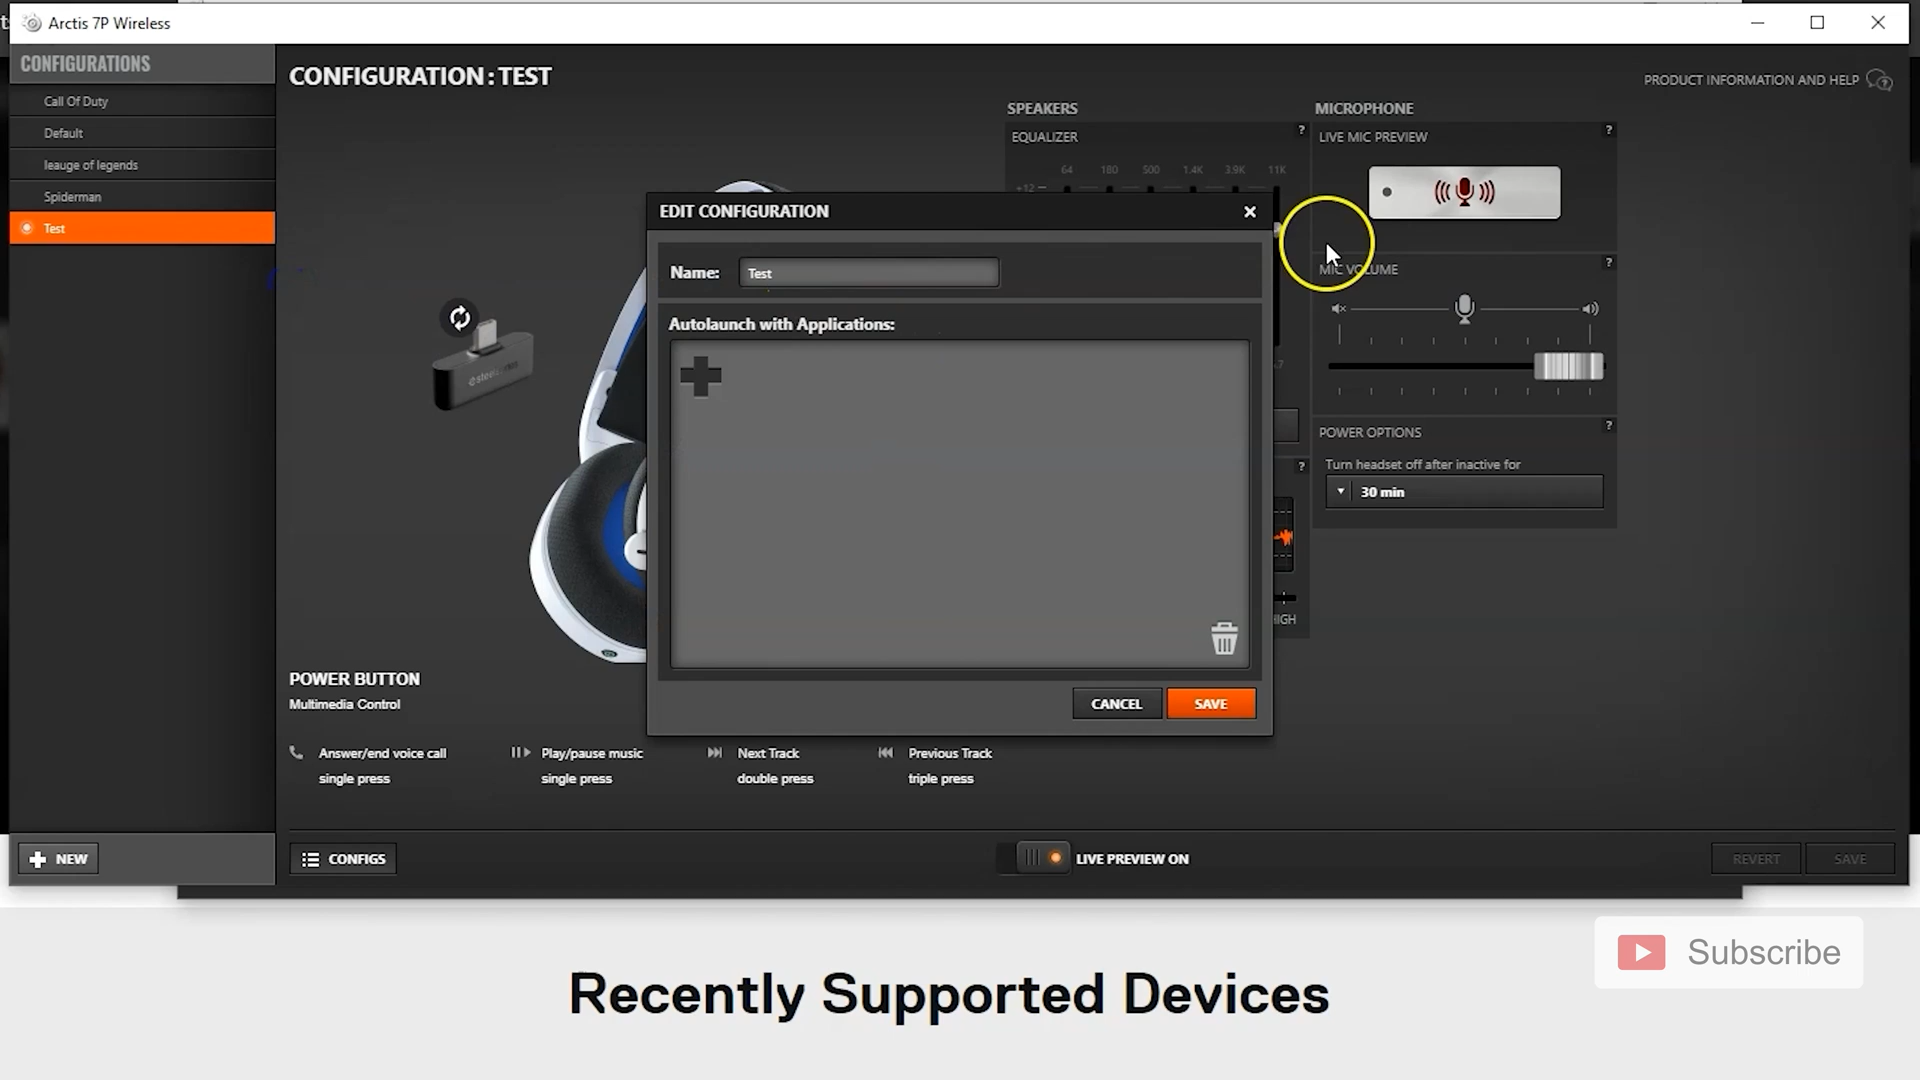 Arctis 7P Wireless
CONFIGURATIONS
Call Of Duty
Default
leauge of legends
Spiderman
Test
NEW
CONFIGURATION: TEST
PRODUCT INFORMATION AND HELP
SPEAKERS
EQUALIZER ?
64 180 500 1.4K 3.9K 11K
+12
MICROPHONE
LIVE MIC PREVIEW ?
MIC VOLUME ?
POWER OPTIONS ?
Turn headset off after inactive for
30 min
?
EDIT CONFIGURATION
Name: Test
Autolaunch with Applications:
CANCEL SAVE
POWER BUTTON
Multimedia Control
Answer/end voice call
single press
Play/pause music
single press
Next Track
double press
Previous Track
triple press
CONFIGS
LIVE PREVIEW ON
REVERT SAVE
Subscribe
Recently Supported Devices